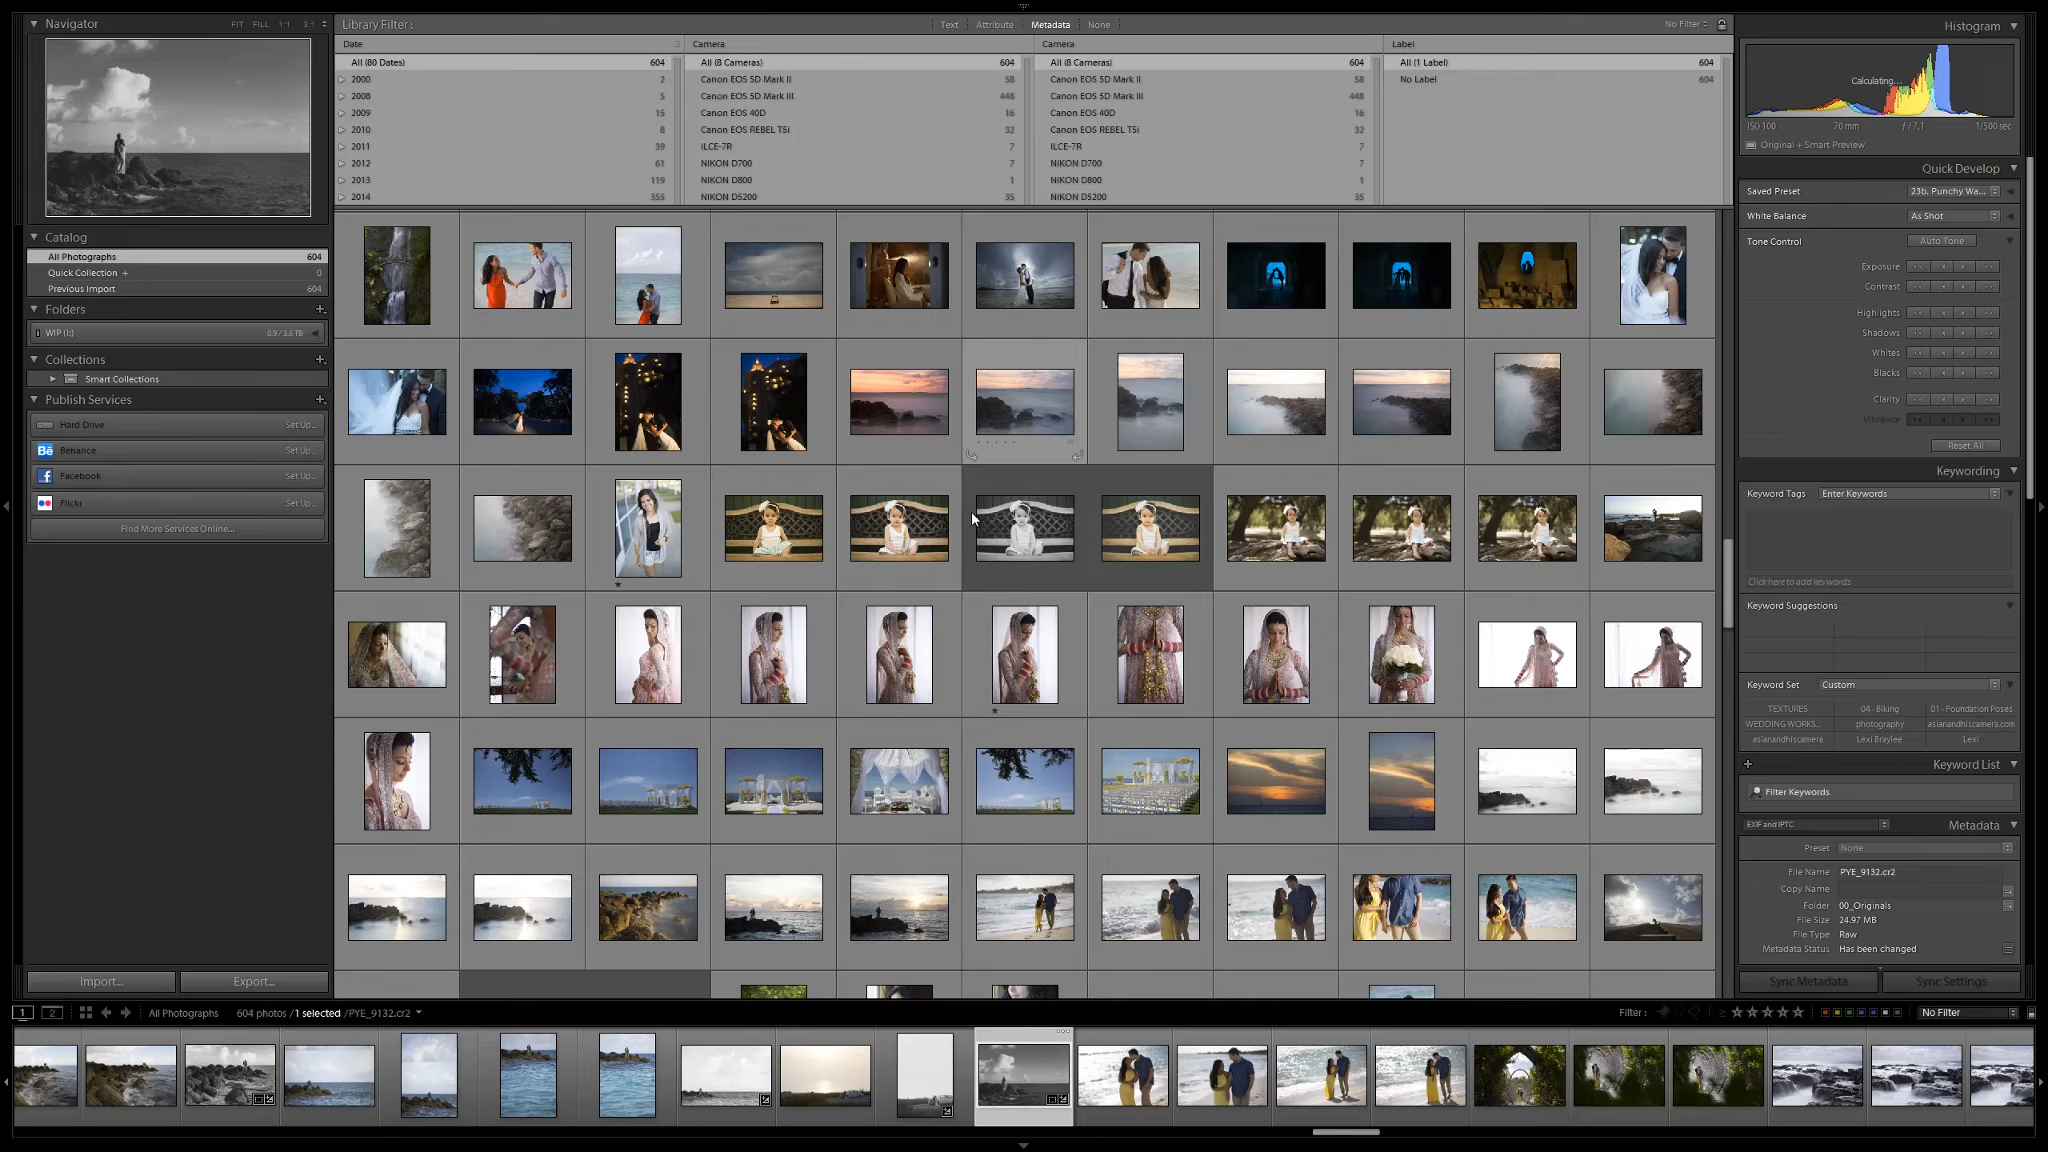 Navigator
FIT FILL 1:1 3:1
Library Filter :
Text Attribute Metadata None
No Filter
Histogram
Date
Camera
Camera
Label
All (80 Dates) 604
2000 2
2008 5
2009 15
2010 8
2011 39
2012 61
2013 119
2014 355
All (8 Cameras) 604
Canon EOS 5D Mark II 58
Canon EOS 5D Mark III 448
Canon EOS 40D 16
Canon EOS REBEL T5i 32
ILCE-7R 7
NIKON D700 7
NIKON D800 1
NIKON D5200 35
All (8 Cameras) 604
Canon EOS 5D Mark II 58
Canon EOS 5D Mark III 448
Canon EOS 40D 16
Canon EOS REBEL T5i 32
ILCE-7R 7
NIKON D700 7
NIKON D800 1
NIKON D5200 35
All (1 Label) 604
No Label 604
Calculating...
ISO 100 70 mm ƒ / 7.1 1/500 sec
Original + Smart Preview
Quick Develop
Saved Preset 23b. Punchy Wa...
White Balance As Shot
Tone Control Auto Tone
Exposure
Contrast
Highlights
Shadows
Whites
Blacks
Clarity
Vibrance
Reset All
Catalog
All Photographs 604
Quick Collection + 0
Previous Import 604
Folders
WIP (I:) 0.9 / 3.6 TB
Collections
Smart Collections
Publish Services
Hard Drive Set Up...
Bē Behance Set Up...
f Facebook Set Up...
Flickr Set Up...
Find More Services Online...
Keywording
Keyword Tags Enter Keywords
Click here to add keywords
Keyword Suggestions
Keyword Set Custom
TEXTURES 04 - Biking 01 - Foundation Poses
WEDDING WORKS... photography asianandhiscamera.com
asianandhiscamera Lexi Braylee Lexi
Keyword List
Filter Keywords
EXIF and IPTC Metadata
Preset None
File Name PYE_9132.cr2
Copy Name
Folder 00_Originals
File Size 24.97 MB
File Type Raw
Metadata Status Has been changed
Import... Export...
Sync Metadata Sync Settings
1 2 All Photographs 604 photos / 1 selected / PYE_9132.cr2
Filter : No Filter